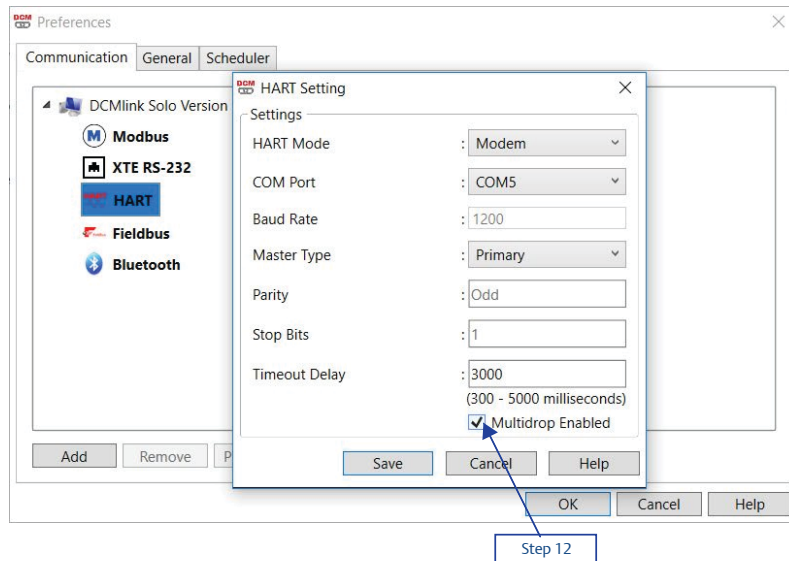 DCM Preferences
Communication General Scheduler
DCMlink Solo Version
M Modbus
XTE RS-232
HART
Fieldbus
Bluetooth
Add Remove P
DCM HART Setting
Settings
HART Mode : Modem
COM Port : COM5
Baud Rate : 1200
Master Type : Primary
Parity : Odd
Stop Bits : 1
Timeout Delay : 3000
(300 - 5000 milliseconds)
Multidrop Enabled
Save Cancel Help
OK Cancel Help
Step 12